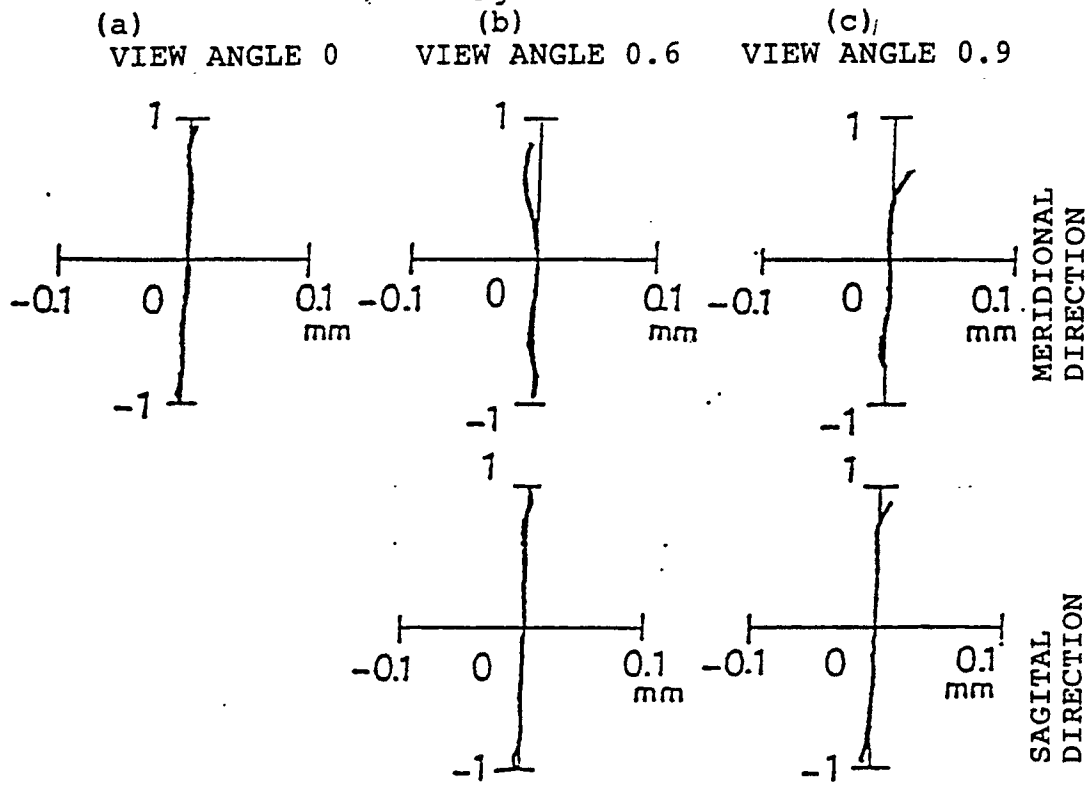 (a) (b) (c)
VIEW ANGLE 0 VIEW ANGLE 0.6 VIEW ANGLE 0.9
1 1 1
-0.1 0 0.1 -0.1 0 0.1 -0.1 0 0.1
mm mm mm
-1 -1 -1
MERIDIONAL
DIRECTION
1 1
-0.1 0 0.1 -0.1 0 0.1
mm mm
-1 -1
SAGITAL
DIRECTION